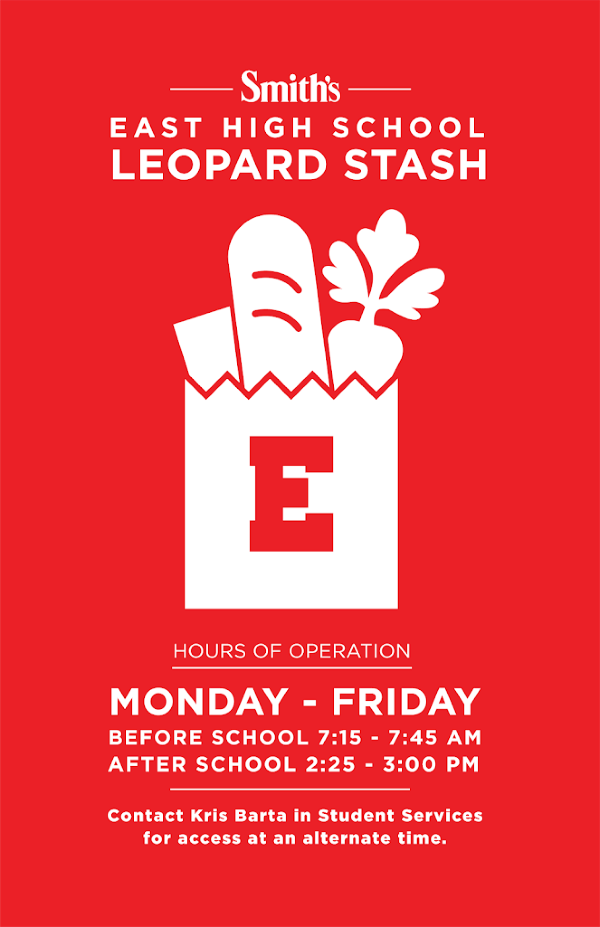 Smith's
EAST HIGH SCHOOL
LEOPARD STASH
E
HOURS OF OPERATION
MONDAY - FRIDAY
BEFORE SCHOOL 7:15 - 7:45 AM
AFTER SCHOOL 2:25 - 3:00 PM
Contact Kris Barta in Student Services
for access at an alternate time.